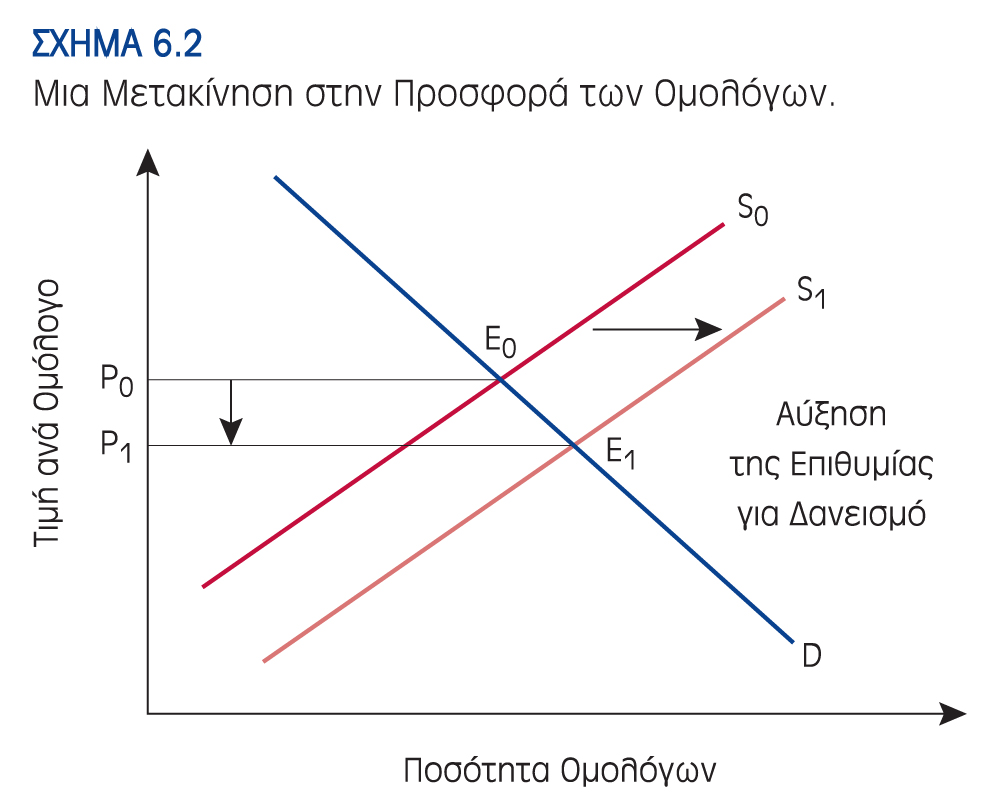 ΣΧΗΜΑ 6.2
Μια Μετακίνηση στην Προσφορά των Ομολόγων.
Τιμή ανά Ομόλογο
S0
S1
E0
P0
P1
E1
Αύξηση
της Επιθυμίας
για Δανεισμό
D
Ποσότητα Ομολόγων